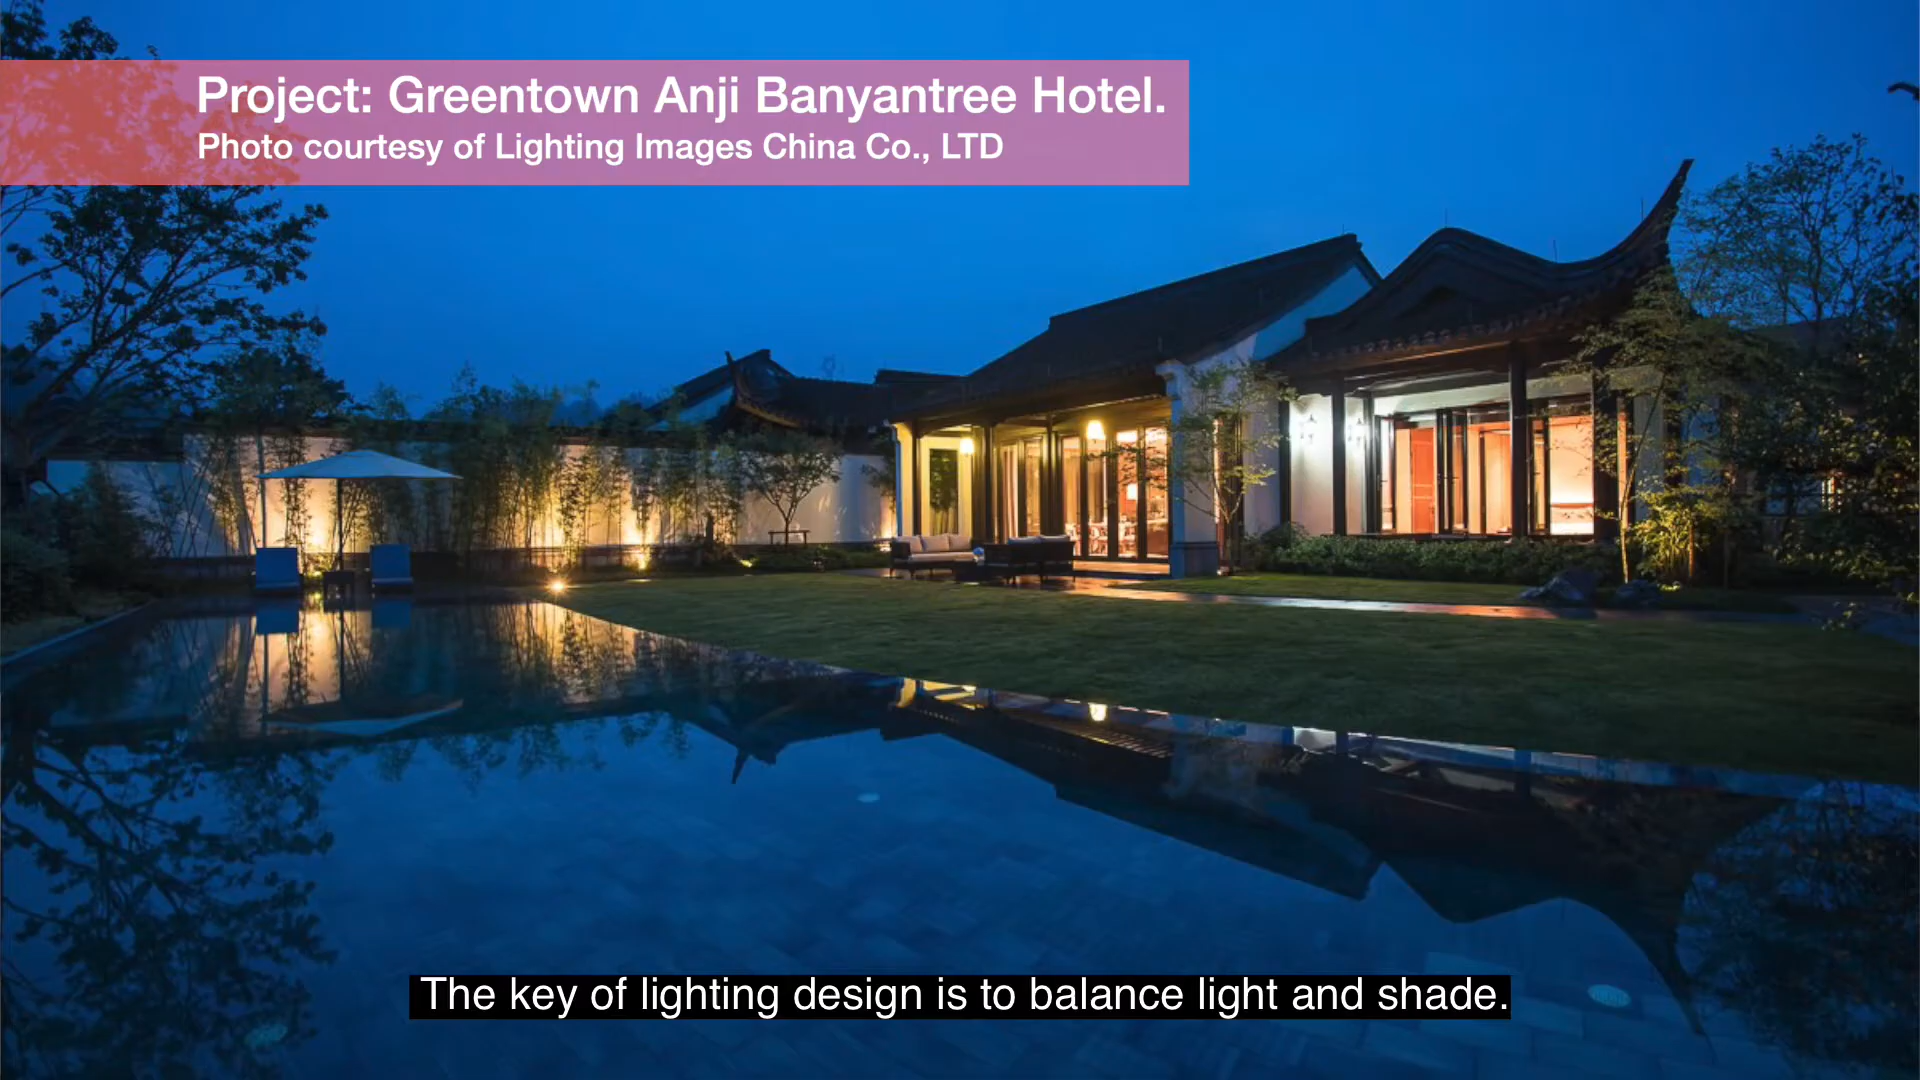 Project: Greentown Anji Banyantree Hotel.
Photo courtesy of Lighting Images China Co., LTD
The key of lighting design is to balance light and shade.